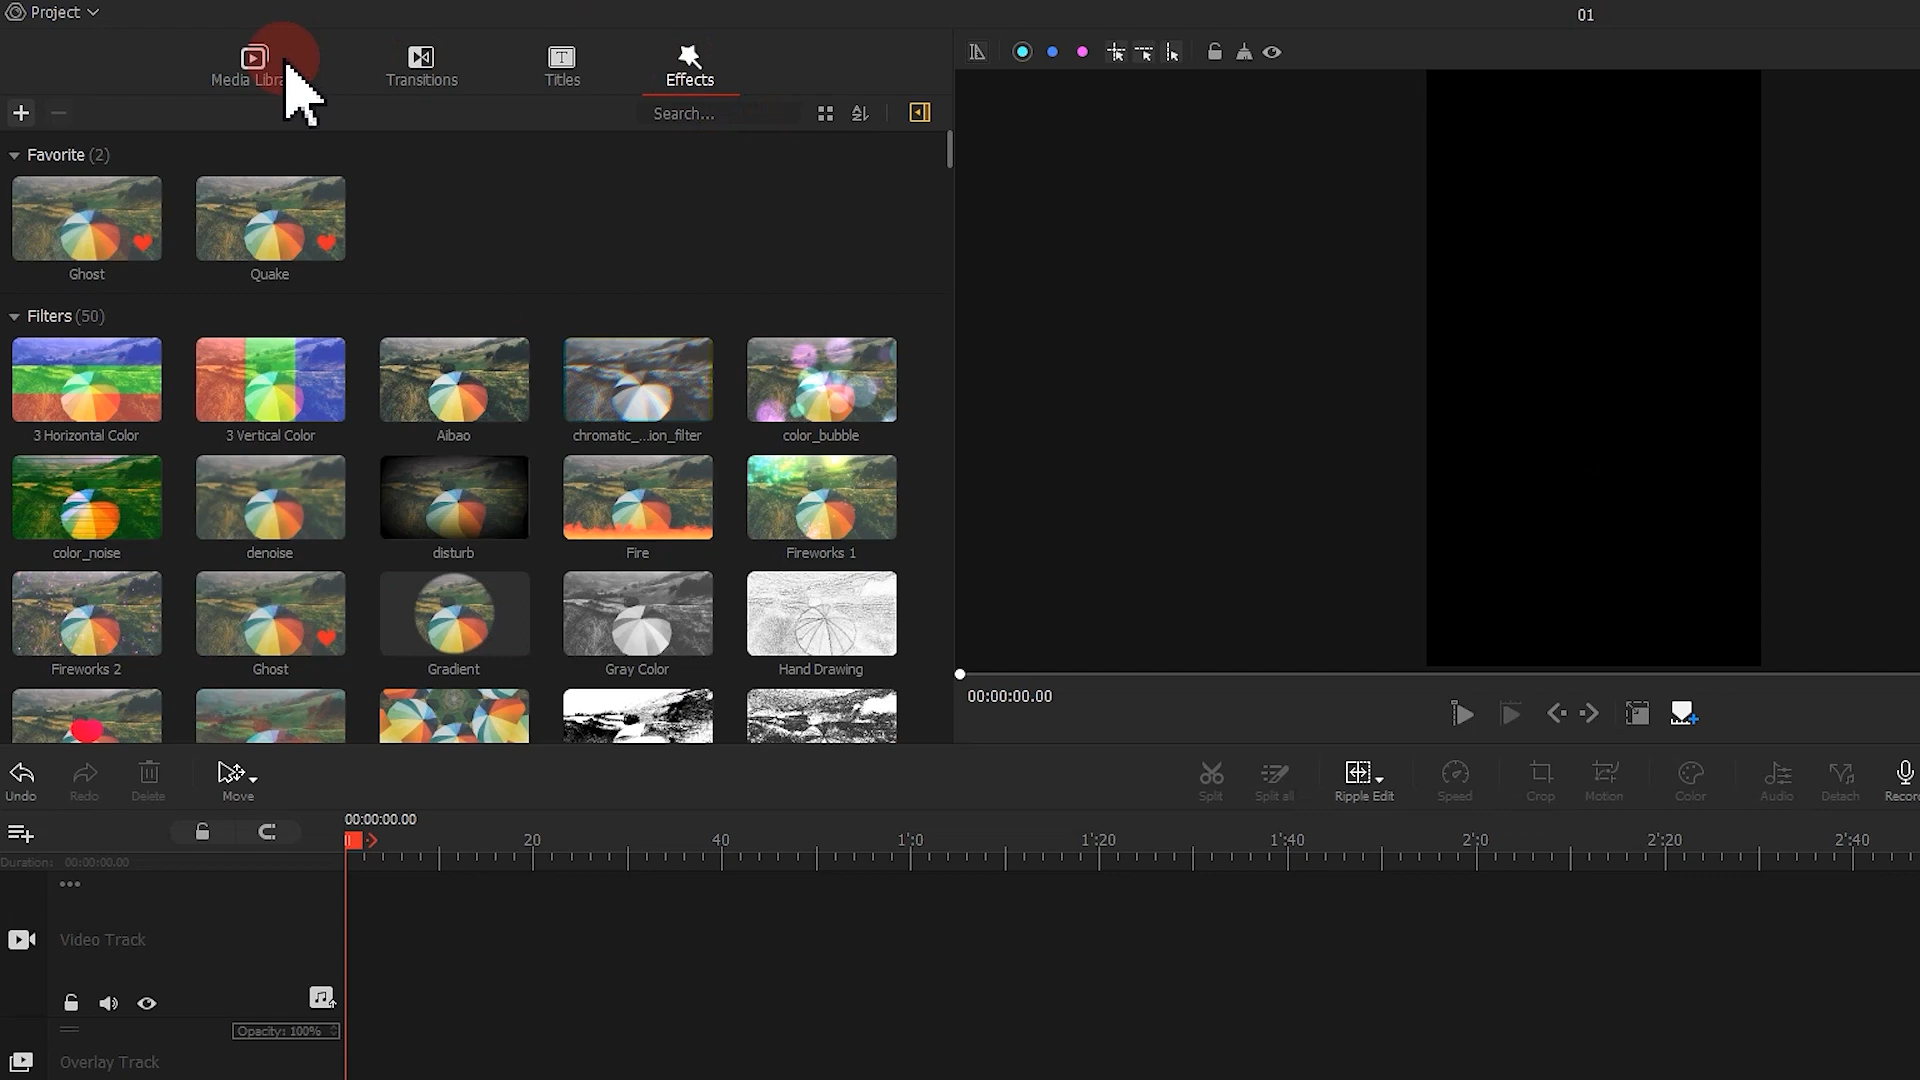 Project
01
Media Libra
Transitions
Titles
Effects
Search...
Favorite (2)
Ghost
Quake
Filters (50)
3 Horizontal Color
3 Vertical Color
Aibao
chromatic_...ion_filter
color_bubble
color_noise
denoise
disturb
Fire
Fireworks 1
Fireworks 2
Ghost
Gradient
Gray Color
Hand Drawing
00:00:00.00
Undo
Redo
Delete
Move
Split
Split all
Ripple Edit
Speed
Crop
Motion
Color
Audio
Detach
Record
00:00:00.00
20
40
1':0
1':20
1':40
2':0
2':20
2':40
Duration: 00:00:00.00
Video Track
Opacity: 100%
Overlay Track